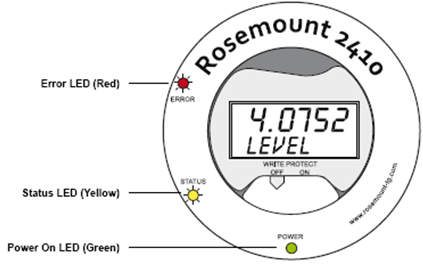 Rosemount 2410
Error LED (Red)
ERROR
4.0752
LEVEL
WRITE PROTECT
OFF ON
STATUS
Status LED (Yellow)
www.rosemount-tg.com
POWER
Power On LED (Green)